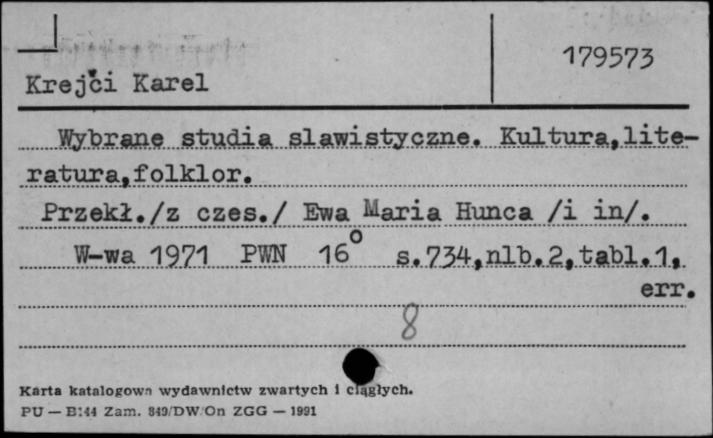 179573
Krejči Karel
Wybrane studia slawistyczne. Kultura,lite-
ratura,folklor.
Przekł./z czes./ Ewa Maria Hunca /i in/.
W-wa 1971 PWN 16° s.734,nlb.2,tabl.1,
err.
8
Karta katalogowa wydawnictw zwartych i ciągłych.
PU — B144 Zam. 849/DW/On ZGG — 1991